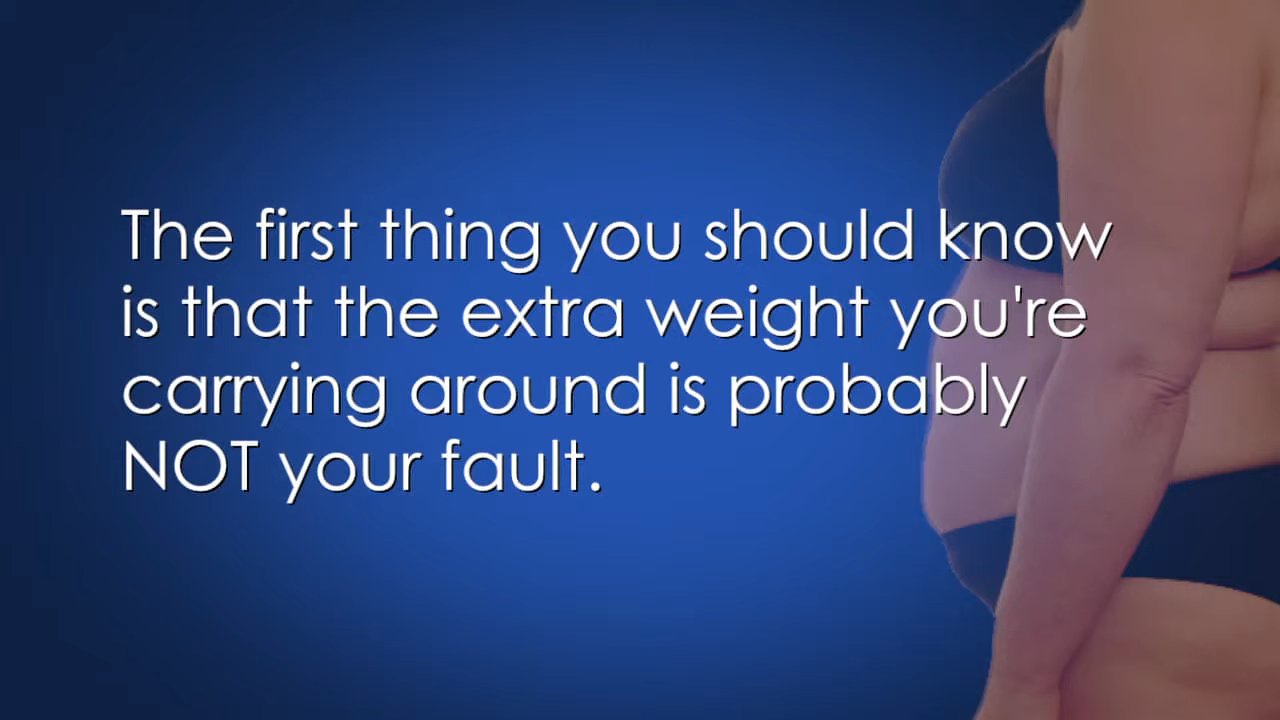 The first thing you should know
is that the extra weight you're
carrying around is probably
NOT your fault.